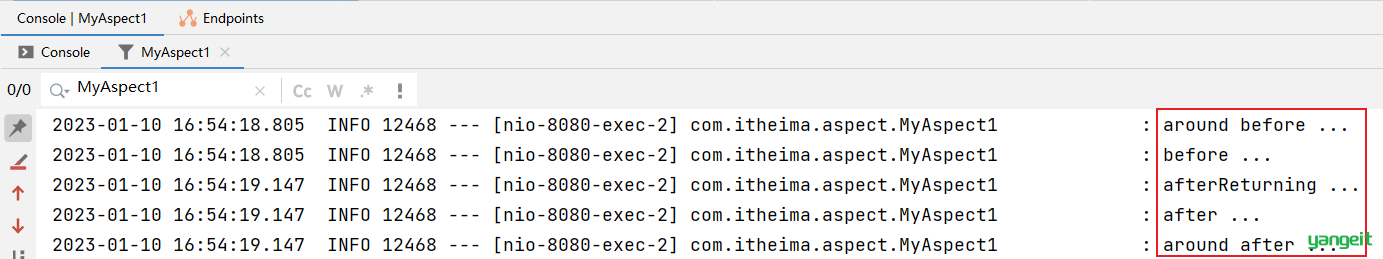 Console | MyAspect1 Endpoints
Console MyAspect1
0/0 MyAspect1 Cc W .* !
2023-01-10 16:54:18.805  INFO 12468 --- [nio-8080-exec-2] com.itheima.aspect.MyAspect1 : around before ...
2023-01-10 16:54:18.805  INFO 12468 --- [nio-8080-exec-2] com.itheima.aspect.MyAspect1 : before ...
2023-01-10 16:54:19.147  INFO 12468 --- [nio-8080-exec-2] com.itheima.aspect.MyAspect1 : afterReturning ...
2023-01-10 16:54:19.147  INFO 12468 --- [nio-8080-exec-2] com.itheima.aspect.MyAspect1 : after ...
2023-01-10 16:54:19.147  INFO 12468 --- [nio-8080-exec-2] com.itheima.aspect.MyAspect1 : around after ...
yangeit